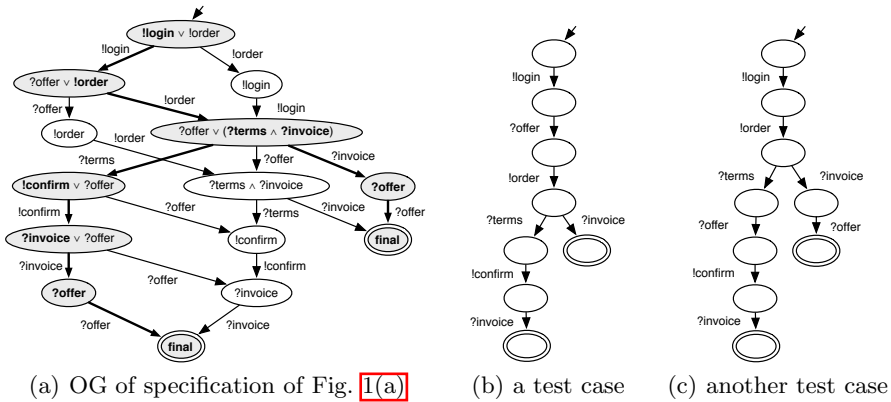 !login ∨ !order
!login
!order
?offer ∨ !order
!login
?offer
!order
!login
!order
?offer ∨ (?terms ∧ ?invoice)
!order
?terms
?offer
?invoice
!confirm ∨ ?offer
?terms ∧ ?invoice
?offer
!confirm
?offer
?terms
?invoice
?offer
?invoice ∨ ?offer
!confirm
final
?invoice
?offer
!confirm
?offer
?invoice
?offer
?invoice
final
(a) OG of specification of Fig. 1(a)
!login
?offer
!order
?terms
?invoice
!confirm
?invoice
(b) a test case
!login
!order
?terms
?invoice
?offer
?offer
!confirm
?invoice
(c) another test case